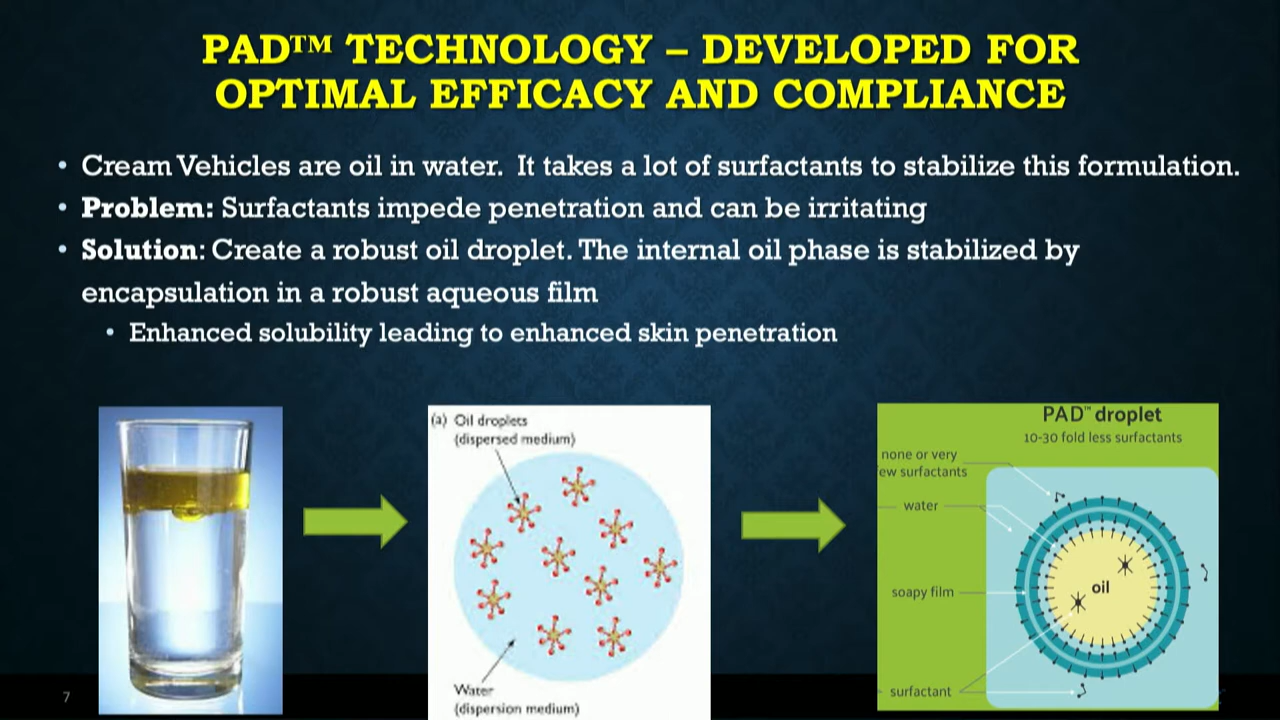 PAD™ TECHNOLOGY – DEVELOPED FOR
OPTIMAL EFFICACY AND COMPLIANCE
• Cream Vehicles are oil in water. It takes a lot of surfactants to stabilize this formulation.
• Problem: Surfactants impede penetration and can be irritating
• Solution: Create a robust oil droplet. The internal oil phase is stabilized by
encapsulation in a robust aqueous film
• Enhanced solubility leading to enhanced skin penetration
(a) Oil droplets
(dispersed medium)
Water
(dispersion medium)
PAD™ droplet
10-30 fold less surfactants
none or very
ew surfactants
water
soapy film
oil
surfactant
7